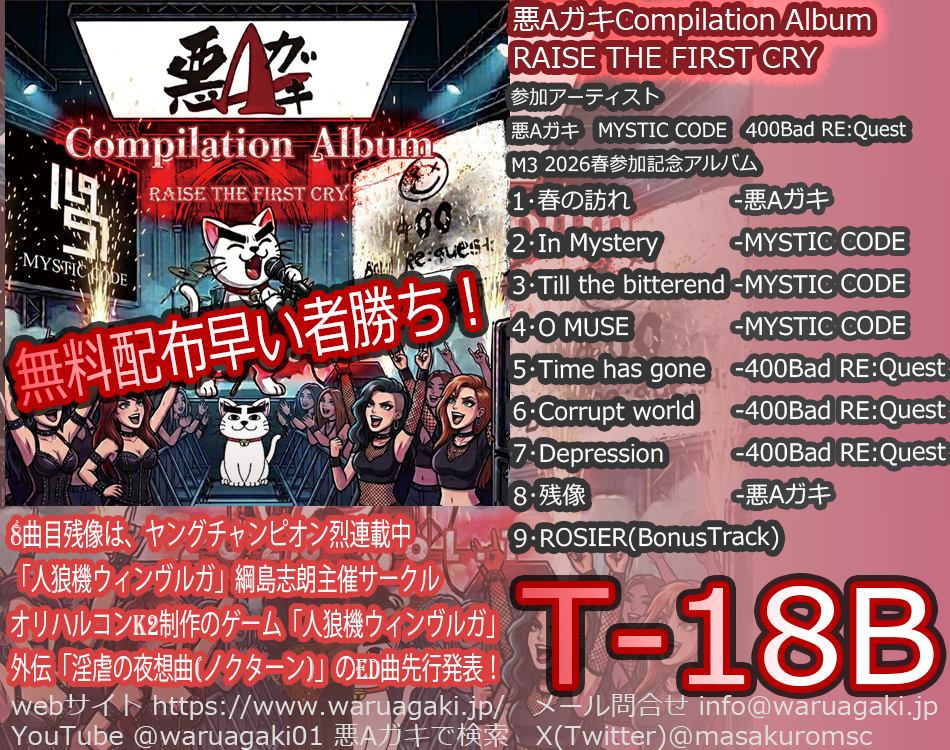 悪Aガキ
Compilation Album
RAISE THE FIRST CRY
MYSTIC CODE
400
RE:Quest
無料配布早い者勝ち！
悪AガキCompilation Album
RAISE THE FIRST CRY
参加アーティスト
悪Aガキ MYSTIC CODE 400Bad RE:Quest
M3 2026春参加記念アルバム
1・春の訪れ -悪Aガキ
2・In Mystery -MYSTIC CODE
3・Till the bitterend -MYSTIC CODE
4・O MUSE -MYSTIC CODE
5・Time has gone -400Bad RE:Quest
6・Corrupt world -400Bad RE:Quest
7・Depression -400Bad RE:Quest
8・残像 -悪Aガキ
9・ROSIER(BonusTrack)
8曲目残像は、ヤングチャンピオン烈連載中
「人狼機ウィンヴルガ」綱島志朗主催サークル
オリハルコンK2制作のゲーム「人狼機ウィンヴルガ」
外伝「淫虐の夜想曲(ノクターン)」のED曲先行発表！
T-18B
webサイト https://www.waruagaki.jp/ メール問合せ info@waruagaki.jp
YouTube @waruagaki01 悪Aガキで検索 X(Twitter)@masakuromsc